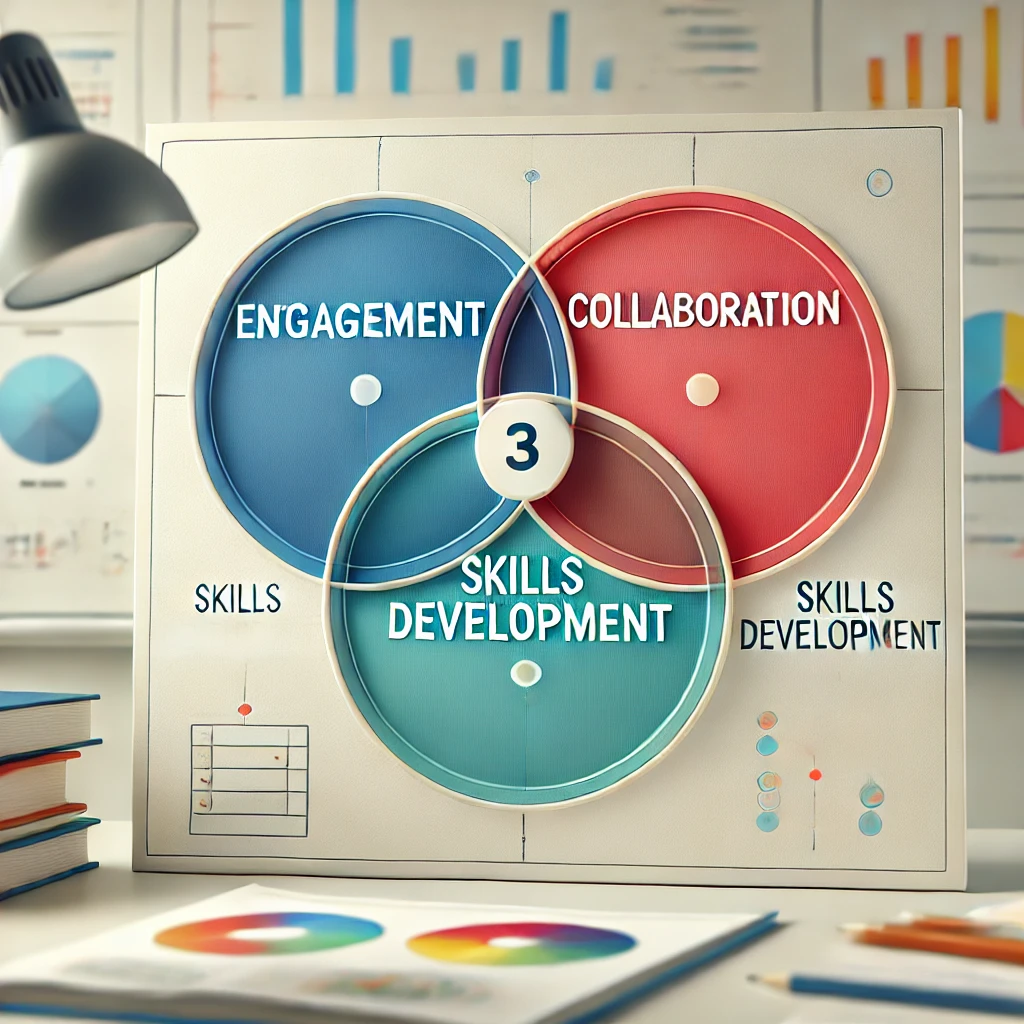 ENGAGEMENT
COLLABORATION
3
SKILLS
DEVELOPMENT
SKILLS
SKILLS
DEVELOPMENT